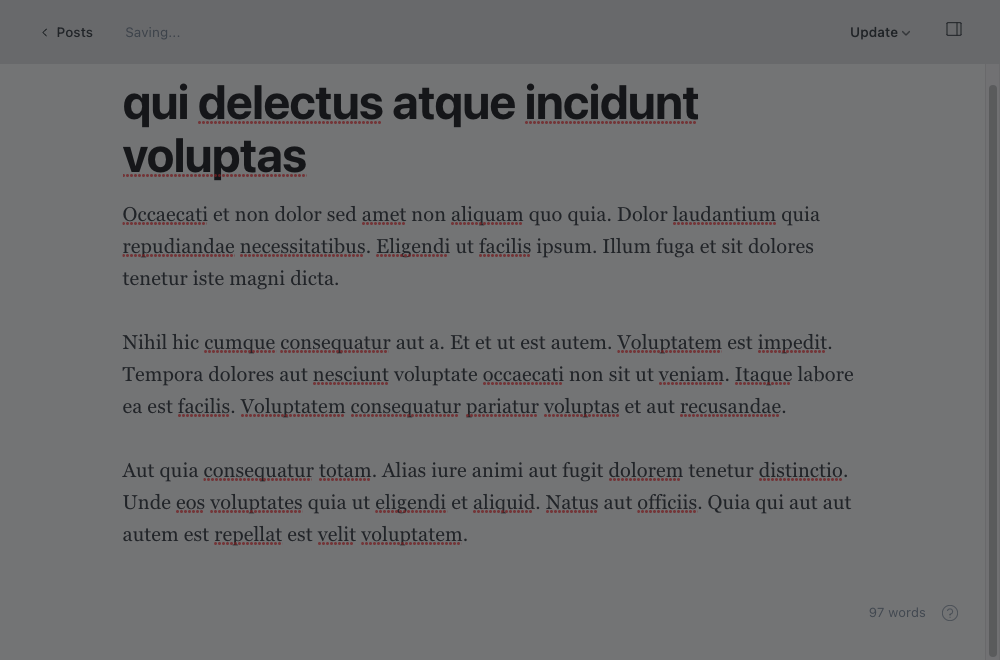 Posts Saving... Update
qui delectus atque incidunt
voluptas
Occaecati et non dolor sed amet non aliquam quo quia. Dolor laudantium quia
repudiandae necessitatibus. Eligendi ut facilis ipsum. Illum fuga et sit dolores
tenetur iste magni dicta.
Nihil hic cumque consequatur aut a. Et et ut est autem. Voluptatem est impedit.
Tempora dolores aut nesciunt voluptate occaecati non sit ut veniam. Itaque labore
ea est facilis. Voluptatem consequatur pariatur voluptas et aut recusandae.
Aut quia consequatur totam. Alias iure animi aut fugit dolorem tenetur distinctio.
Unde eos voluptates quia ut eligendi et aliquid. Natus aut officiis. Quia qui aut aut
autem est repellat est velit voluptatem.
97 words ?